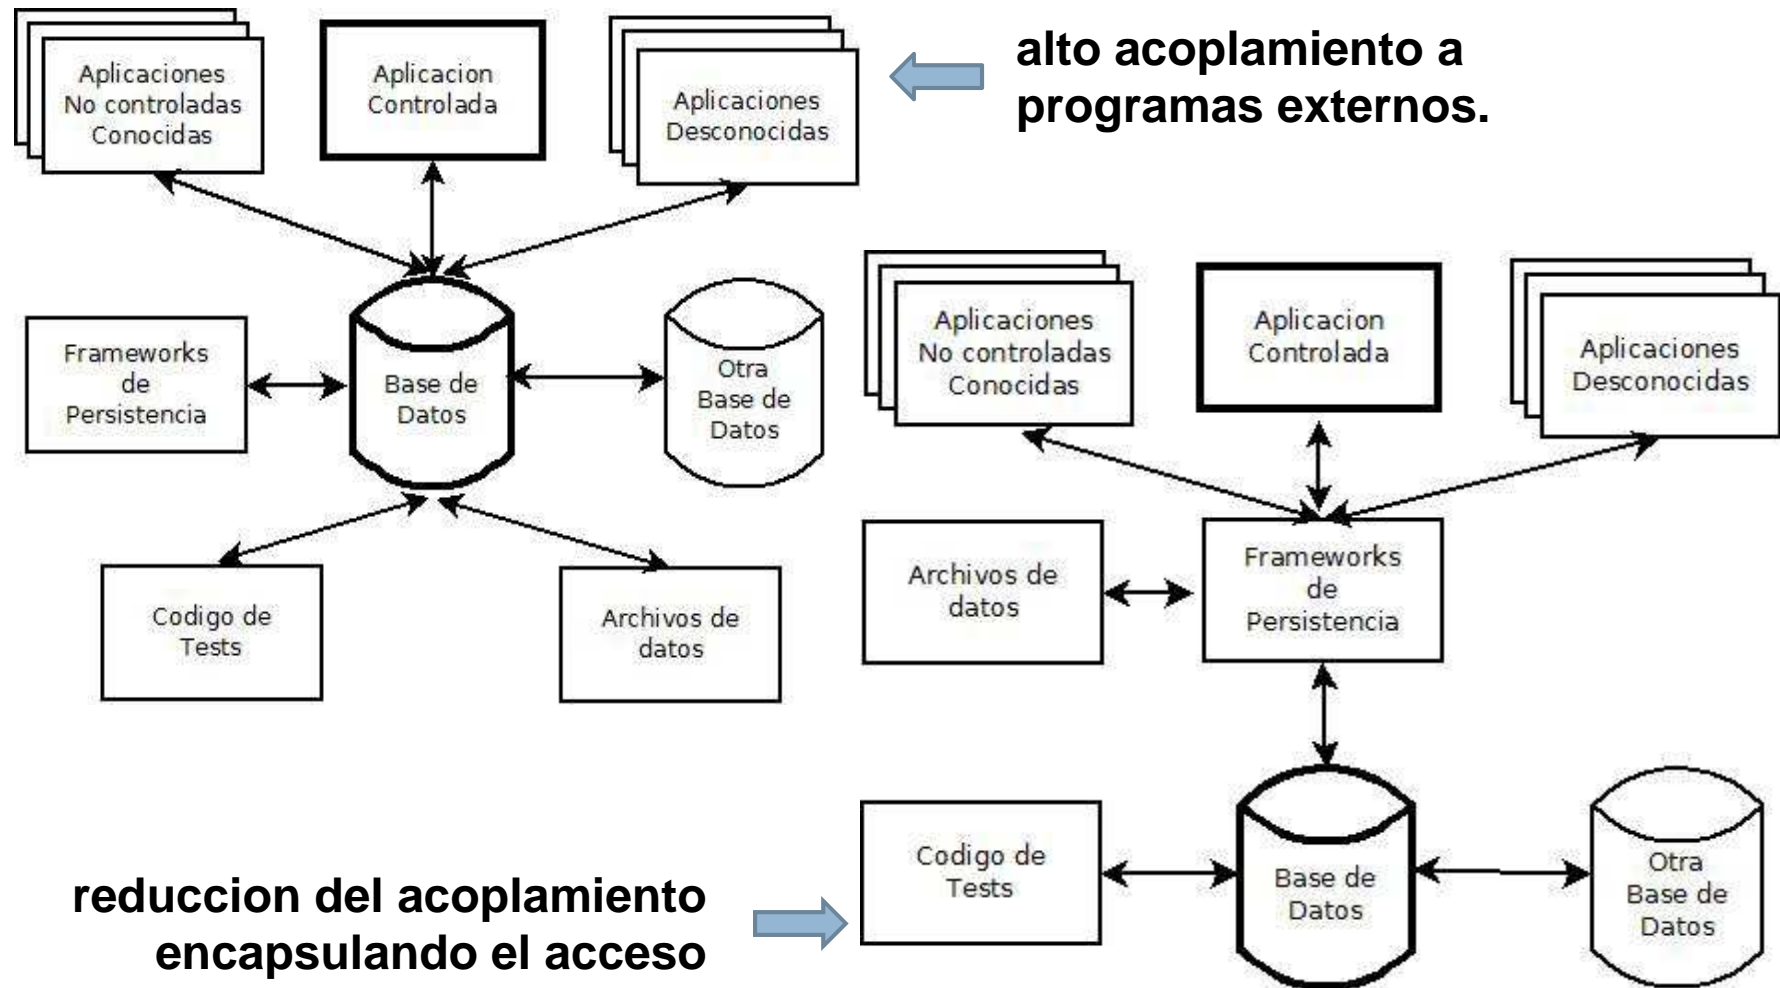 Aplicaciones
No controladas
Conocidas
Aplicacion
Controlada
Aplicaciones
Desconocidas
alto acoplamiento a
programas externos.
Frameworks
de
Persistencia
Base de
Datos
Otra
Base de
Datos
Codigo de
Tests
Archivos de
datos
Aplicaciones
No controladas
Conocidas
Aplicacion
Controlada
Aplicaciones
Desconocidas
Archivos de
datos
Frameworks
de
Persistencia
Codigo de
Tests
Base de
Datos
Otra
Base de
Datos
reduccion del acoplamiento
encapsulando el acceso